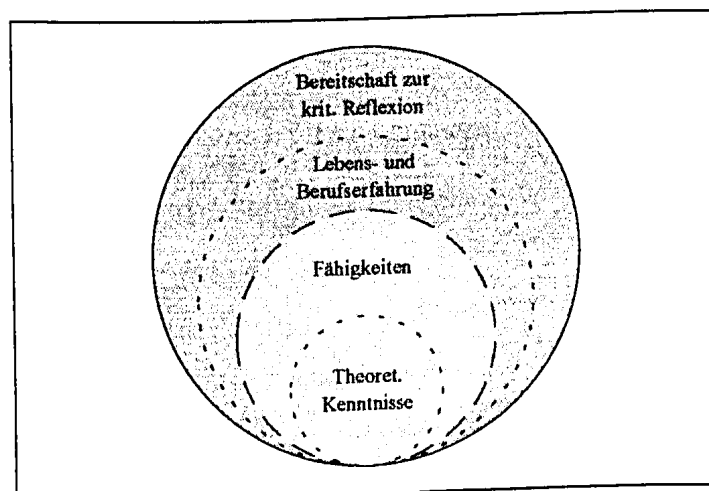 Bereitschaft zur
krit. Reflexion
Lebens- und
Berufserfahrung
Fähigkeiten
Theoret.
Kenntnisse